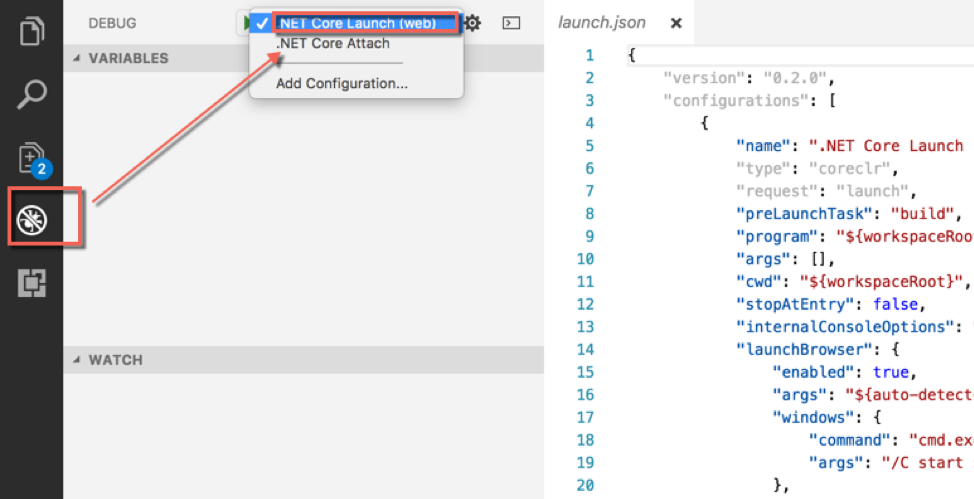 DEBUG
.NET Core Launch (web)
.NET Core Attach
Add Configuration...
VARIABLES
2
WATCH
launch.json
1 {
2 "version": "0.2.0",
3 "configurations": [
4 {
5 "name": ".NET Core Launch
6 "type": "coreclr",
7 "request": "launch",
8 "preLaunchTask": "build",
9 "program": "${workspaceRoo
10 "args": [],
11 "cwd": "${workspaceRoot}",
12 "stopAtEntry": false,
13 "internalConsoleOptions":
14 "launchBrowser": {
15 "enabled": true,
16 "args": "${auto-detect
17 "windows": {
18 "command": "cmd.ex
19 "args": "/C start
20 },